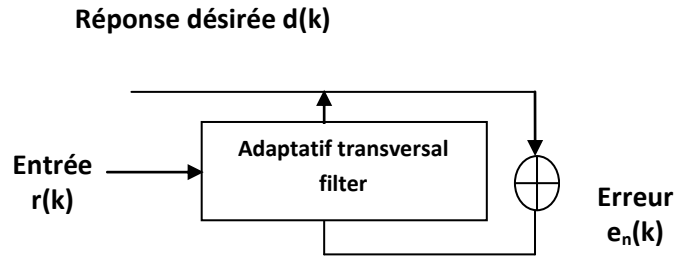 Réponse désirée d(k)
Adaptatif transversal
filter
Entrée
r(k)
Erreur
eₙ(k)